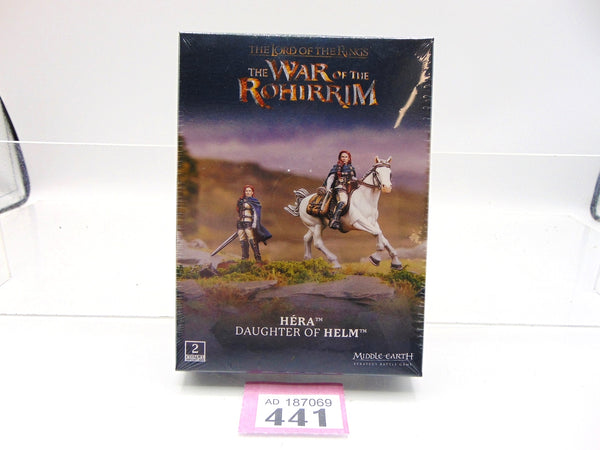 THE LORD OF THE RINGS
THE WAR OF THE
ROHIRRIM
HÉRA™
DAUGHTER OF HELM™
2
MIDDLE-EARTH
STRATEGY BATTLE GAME
AD 187069
441